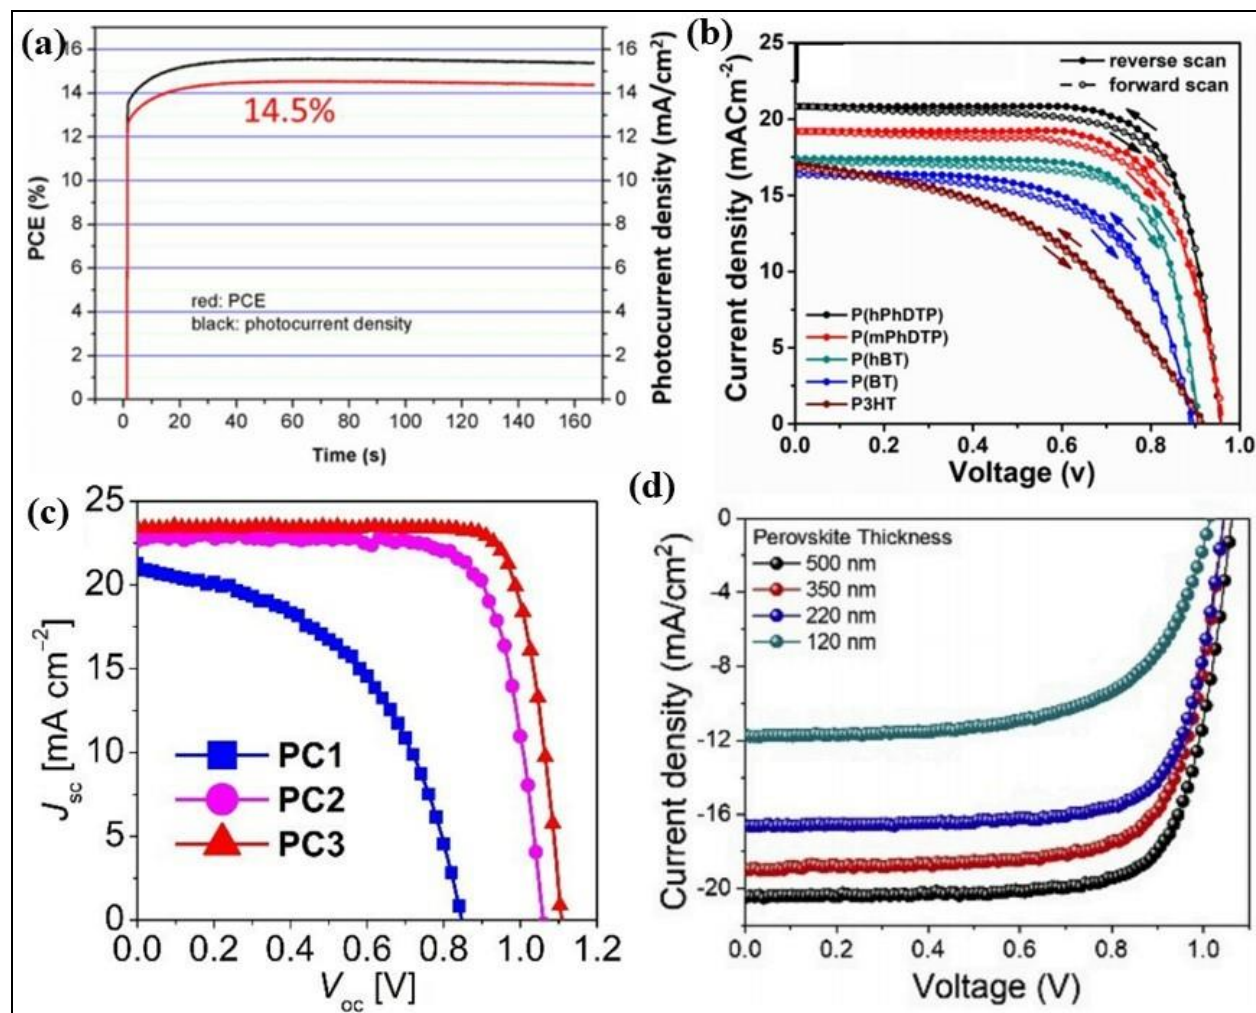 (a)
PCE (%)
16
14
12
10
8
6
4
2
0
14.5%
red: PCE
black: photocurrent density
16
14
12
10
8
6
4
2
0
Photocurrent density (mA/cm²)
0 20 40 60 80 100 120 140 160
Time (s)
(b)
Current density (mACm⁻²)
25
20
15
10
5
0
reverse scan
forward scan
P(hPhDTP)
P(mPhDTP)
P(hBT)
P(BT)
P3HT
0.0 0.2 0.4 0.6 0.8 1.0
Voltage (v)
(c)
Jsc [mA cm⁻²]
25
20
15
10
5
0
PC1
PC2
PC3
0.0 0.2 0.4 0.6 0.8 1.0 1.2
Voc [V]
(d)
Current density (mA/cm²)
0
-4
-8
-12
-16
-20
Perovskite Thickness
500 nm
350 nm
220 nm
120 nm
0.0 0.2 0.4 0.6 0.8 1.0
Voltage (V)